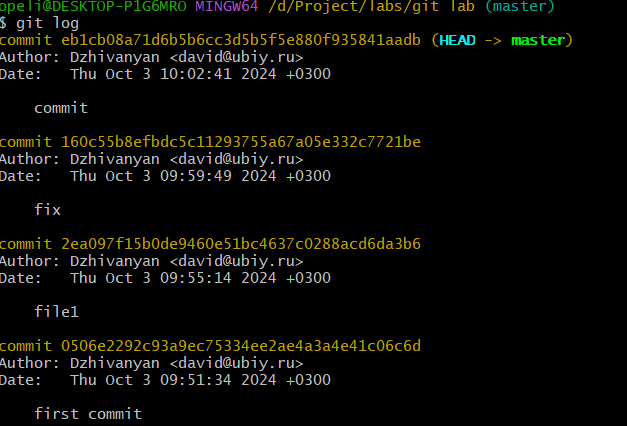 opeli@DESKTOP-P1G6MRO MINGW64 /d/Project/labs/git lab (master)
$ git log
commit eb1cb08a71d6b5b6cc3d5b5f5e880f935841aadb (HEAD -> master)
Author: Dzhivanyan <david@ubiy.ru>
Date:   Thu Oct 3 10:02:41 2024 +0300
    commit
commit 160c55b8efbdc5c11293755a67a05e332c7721be
Author: Dzhivanyan <david@ubiy.ru>
Date:   Thu Oct 3 09:59:49 2024 +0300
    fix
commit 2ea097f15b0de9460e51bc4637c0288acd6da3b6
Author: Dzhivanyan <david@ubiy.ru>
Date:   Thu Oct 3 09:55:14 2024 +0300
    file1
commit 0506e2292c93a9ec75334ee2ae4a3a4e41c06c6d
Author: Dzhivanyan <david@ubiy.ru>
Date:   Thu Oct 3 09:51:34 2024 +0300
    first commit